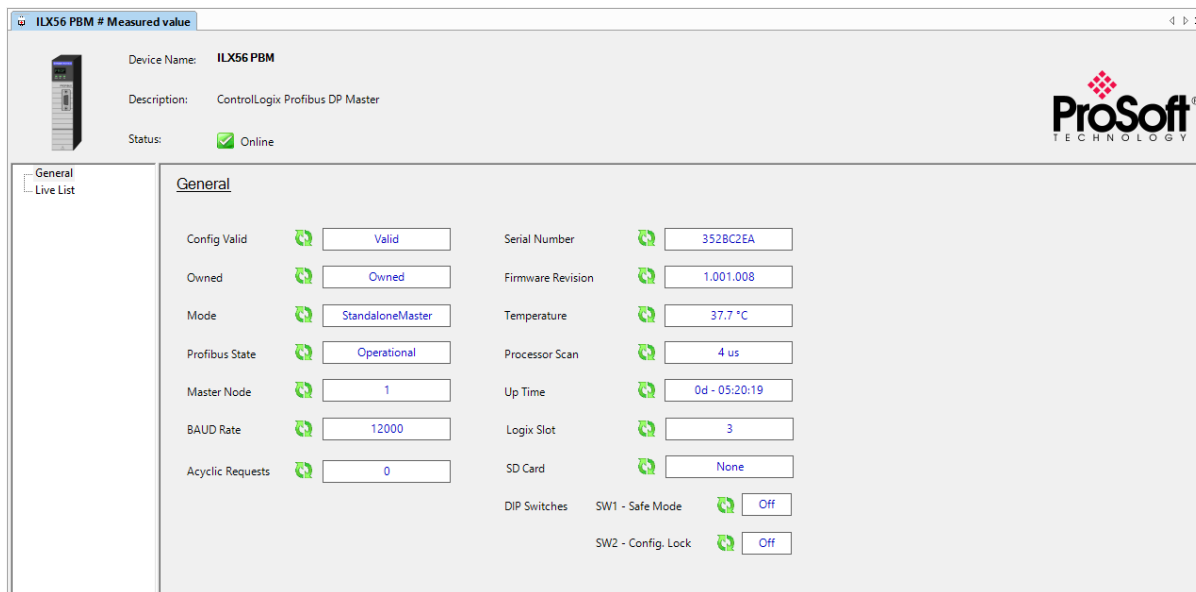 ILX56 PBM # Measured value
Device Name: ILX56 PBM
Description: ControlLogix Profibus DP Master
Status: Online
ProSoft®
TECHNOLOGY
General
Live List
General
Config Valid Valid Serial Number 352BC2EA
Owned Owned Firmware Revision 1.001.008
Mode StandaloneMaster Temperature 37.7 °C
Profibus State Operational Processor Scan 4 us
Master Node 1 Up Time 0d - 05:20:19
BAUD Rate 12000 Logix Slot 3
Acyclic Requests 0 SD Card None
DIP Switches SW1 - Safe Mode Off
SW2 - Config. Lock Off